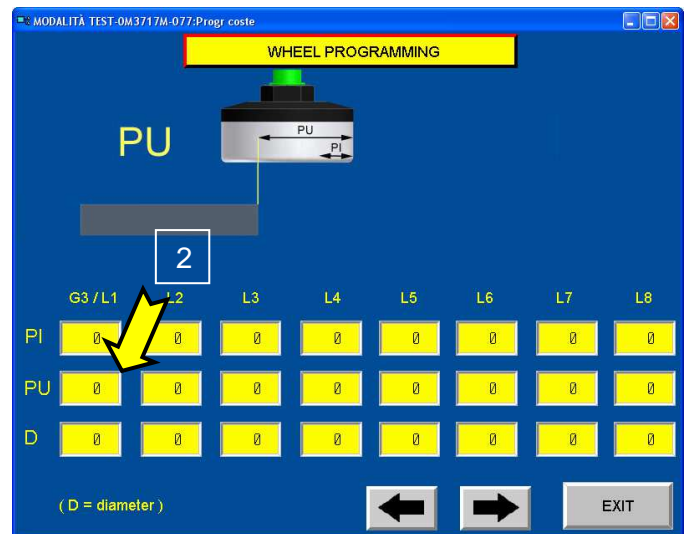 MODALITÀ TEST-0M3717M-077:Progr coste
WHEEL PROGRAMMING
PU
PU
PI
2
G3 / L1 L2 L3 L4 L5 L6 L7 L8
PI 0 0 0 0 0 0 0 0
PU 0 0 0 0 0 0 0 0
D 0 0 0 0 0 0 0 0
( D = diameter )
EXIT